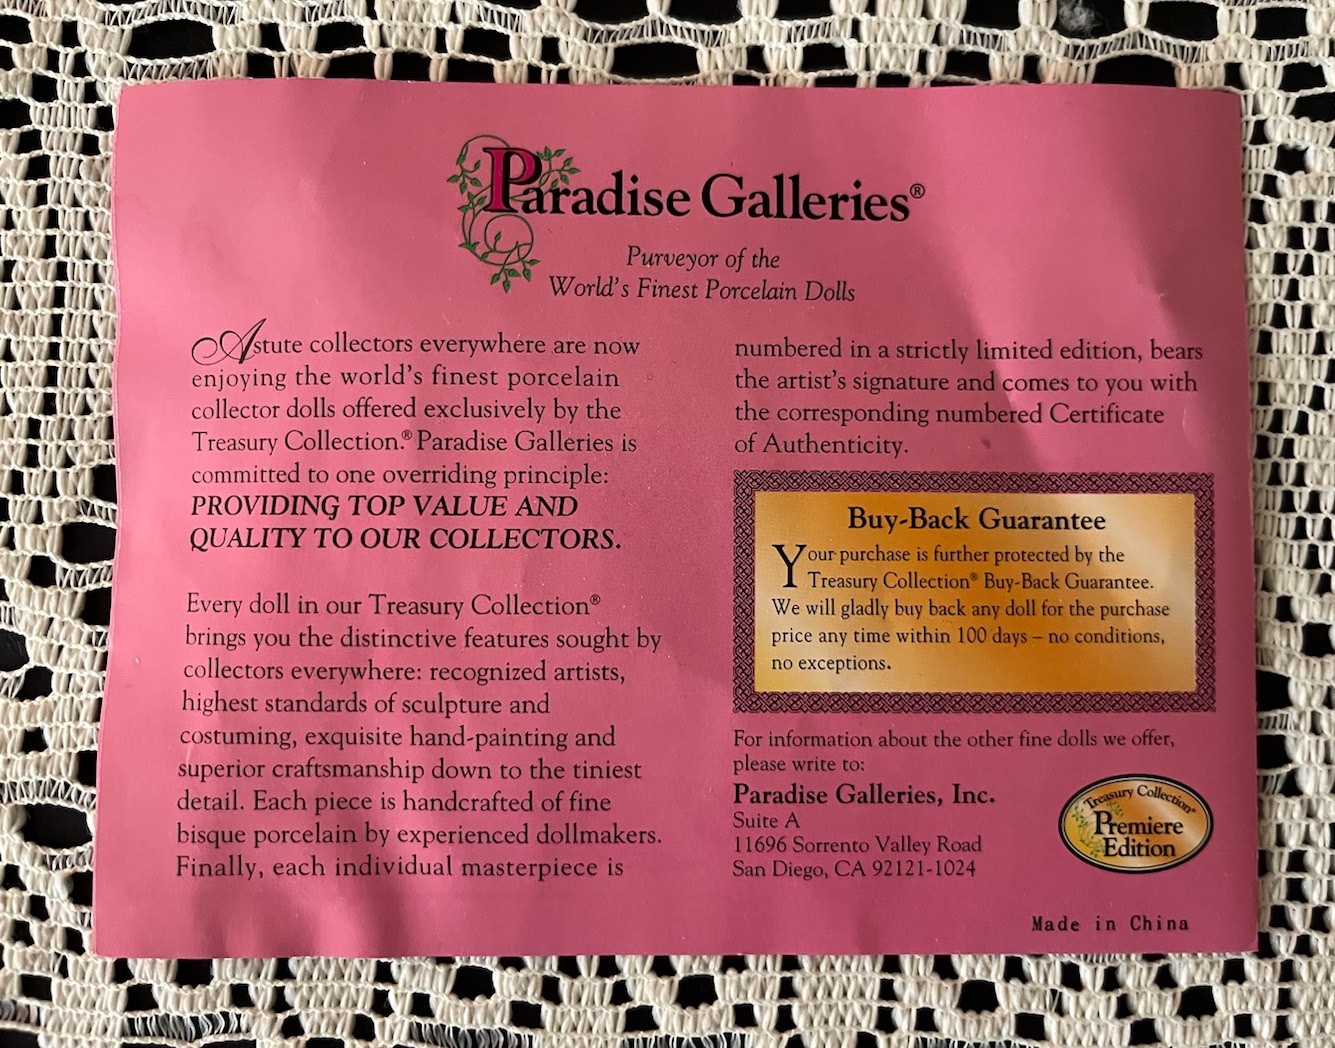 Paradise Galleries®
Purveyor of the
World's Finest Porcelain Dolls
Astute collectors everywhere are now
enjoying the world's finest porcelain
collector dolls offered exclusively by the
Treasury Collection.® Paradise Galleries is
committed to one overriding principle:
PROVIDING TOP VALUE AND
QUALITY TO OUR COLLECTORS.
Every doll in our Treasury Collection®
brings you the distinctive features sought by
collectors everywhere: recognized artists,
highest standards of sculpture and
costuming, exquisite hand-painting and
superior craftsmanship down to the tiniest
detail. Each piece is handcrafted of fine
bisque porcelain by experienced dollmakers.
Finally, each individual masterpiece is
numbered in a strictly limited edition, bears
the artist's signature and comes to you with
the corresponding numbered Certificate
of Authenticity.
Buy-Back Guarantee
Your purchase is further protected by the
Treasury Collection® Buy-Back Guarantee.
We will gladly buy back any doll for the purchase
price any time within 100 days – no conditions,
no exceptions.
For information about the other fine dolls we offer,
please write to:
Paradise Galleries, Inc.
Suite A
11696 Sorrento Valley Road
San Diego, CA 92121-1024
Treasury Collection®
Premiere
Edition
Made in China